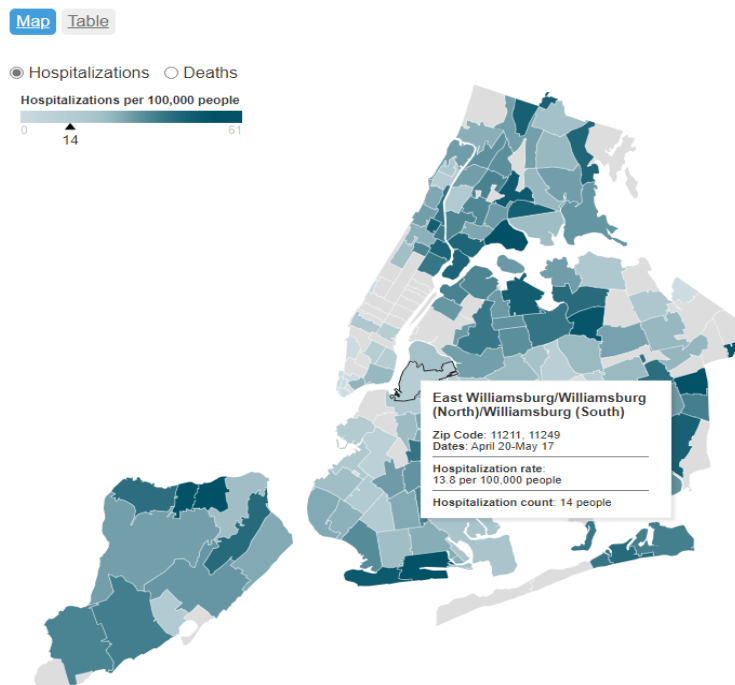 Map Table
Hospitalizations Deaths
Hospitalizations per 100,000 people
0 61
14
East Williamsburg/Williamsburg
(North)/Williamsburg (South)
Zip Code: 11211, 11249
Dates: April 20-May 17
Hospitalization rate:
13.8 per 100,000 people
Hospitalization count: 14 people